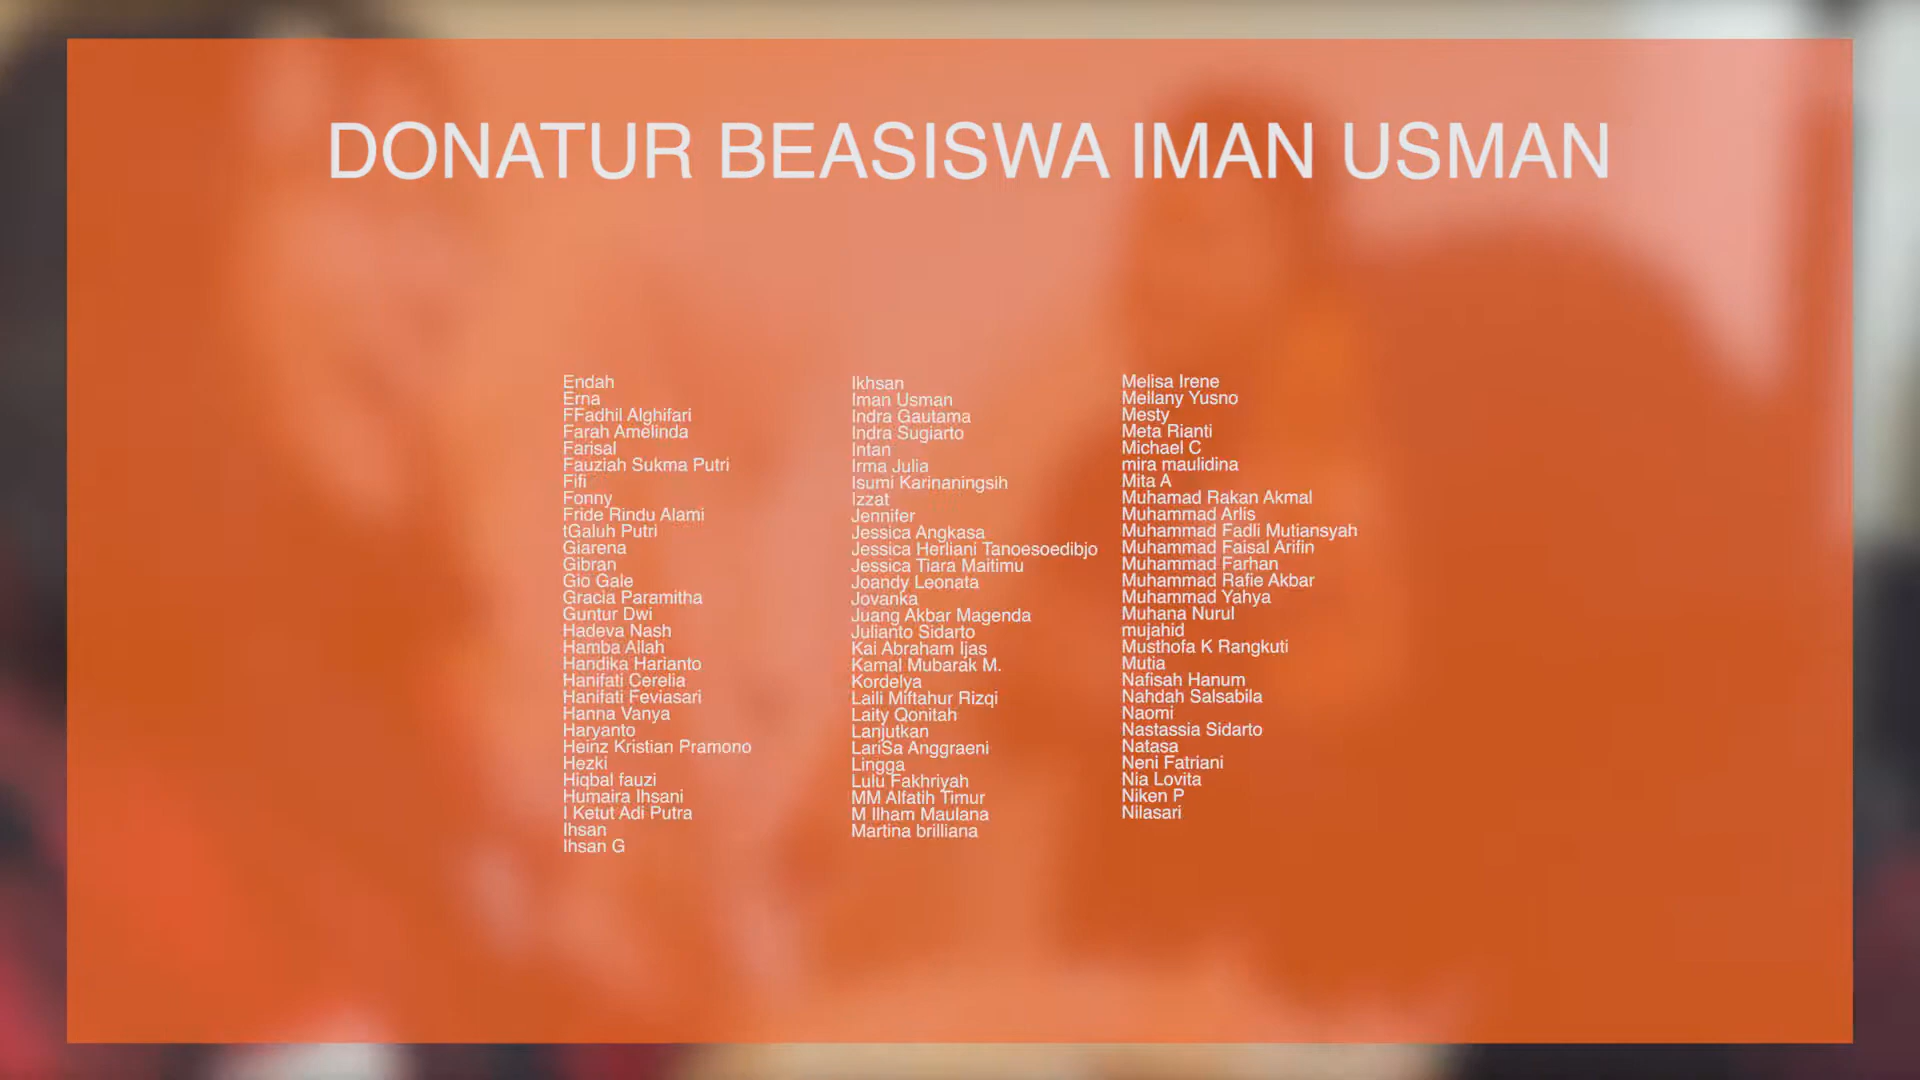 DONATUR BEASISWA IMAN USMAN
Endah
Erna
FFadhil Alghifari
Farah Amelinda
Farisal
Fauziah Sukma Putri
Fifi
Fonny
Fride Rindu Alami
tGaluh Putri
Giarena
Gibran
Gio Gale
Gracia Paramitha
Guntur Dwi
Hadeva Nash
Hamba Allah
Handika Harianto
Hanifati Cerelia
Hanifati Feviasari
Hanna Vanya
Haryanto
Heinz Kristian Pramono
Hezki
Hiqbal fauzi
Humaira Ihsani
I Ketut Adi Putra
Ihsan
Ihsan G
Ikhsan
Iman Usman
Indra Gautama
Indra Sugiarto
Intan
Irma Julia
Isumi Karinaningsih
Izzat
Jennifer
Jessica Angkasa
Jessica Herliani Tanoesoedibjo
Jessica Tiara Maitimu
Joandy Leonata
Jovanka
Juang Akbar Magenda
Julianto Sidarto
Kai Abraham Ijas
Kamal Mubarak M.
Kordelya
Laili Miftahur Rizqi
Laity Qonitah
Lanjutkan
LariSa Anggraeni
Lingga
Lulu Fakhriyah
MM Alfatih Timur
M Ilham Maulana
Martina brilliana
Melisa Irene
Mellany Yusno
Mesty
Meta Rianti
Michael C
mira maulidina
Mita A
Muhamad Rakan Akmal
Muhammad Arlis
Muhammad Fadli Mutiansyah
Muhammad Faisal Arifin
Muhammad Farhan
Muhammad Rafie Akbar
Muhammad Yahya
Muhana Nurul
mujahid
Musthofa K Rangkuti
Mutia
Nafisah Hanum
Nahdah Salsabila
Naomi
Nastassia Sidarto
Natasa
Neni Fatriani
Nia Lovita
Niken P
Nilasari